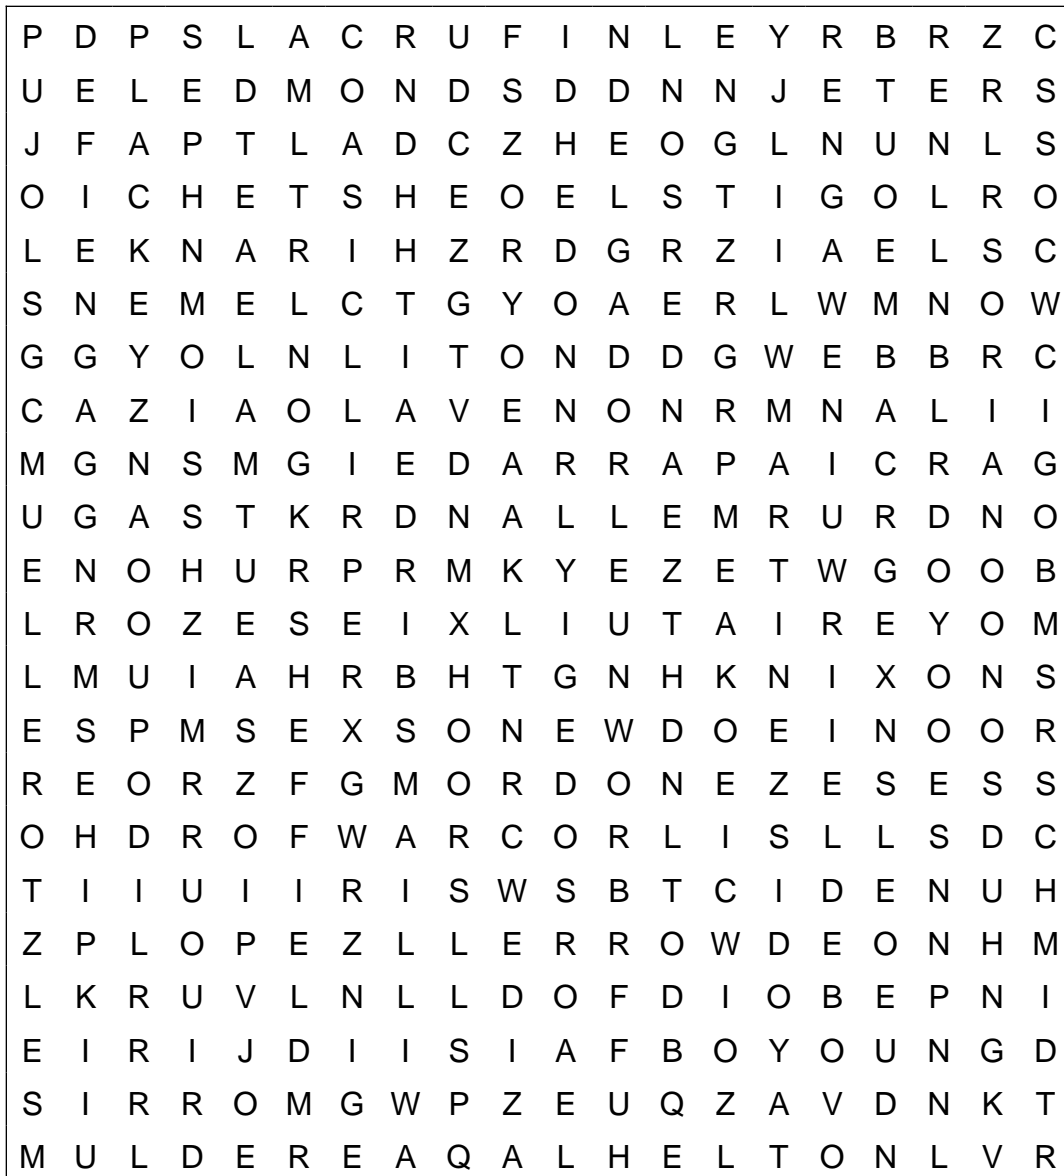 P D P S L A C R U F I N L E Y R B R Z C
U E L E D M O N D S D D N N J E T E R S
J F A P T L A D C Z H E O G L N U N L S
O I C H E T S H E O E L S T I G O L R O
L E K N A R I H Z R D G R Z I A E L S C
S N E M E L C T G Y O A E R L W M N O W
G G Y O L N L I T O N D D G W E B B R C
C A Z I A O L A V E N O N R M N A L I I
M G N S M G I E D A R R A P A I C R A G
U G A S T K R D N A L L E M R U R D N O
E N O H U R P R M K Y E Z E T W G O O B
L R O Z E S E I X L I U T A I R E Y O M
L M U I A H R B H T G N H K N I X O N S
E S P M S E X S O N E W D O E I N O O R
R E O R Z F G M O R D O N E Z E S E S S
O H D R O F W A R C O R L I S L L S D C
T I I U I I R I S W S B T C I D E N U H
Z P L O P E Z L L E R R O W D E O N H M
L K R U V L N L L D O F D I O B E P N I
E I R I J D I I S I A F B O Y O U N G D
S I R R O M G W P Z E U Q Z A V D N K T
M U L D E R E A Q A L H E L T O N L V R